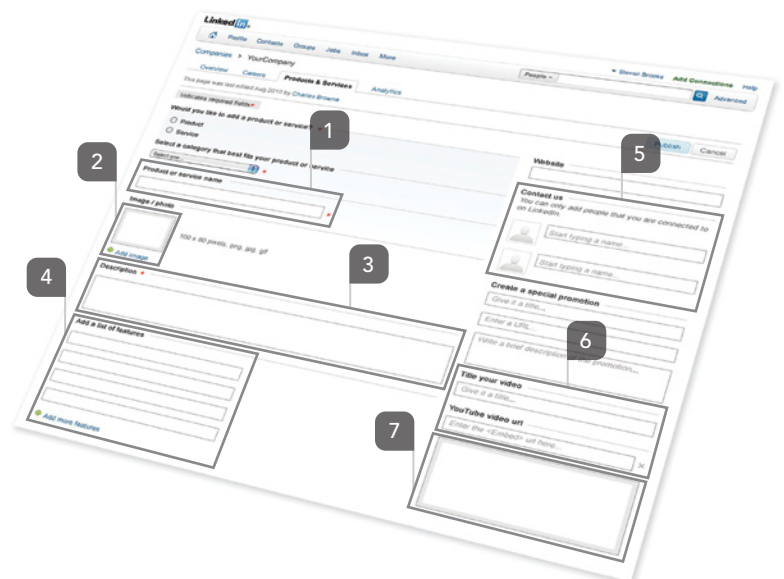 LinkedIn
Profile Contacts Groups Jobs Inbox More
People
Steven Brooks Add Connections Help
Advanced
Companies > YourCompany
Overview Careers Products & Services Analytics
This page was last edited Aug 2010 by Charles Browne
Indicates required fields *
Publish Cancel
Would you like to add a product or service? *
Product
Service
Select a category that best fits your product or service
*
1
Product or service name
*
2
Image / photo
100 x 80 pixels, png, jpg, gif
Add image
3
Description *
4
Add a list of features
Add more features
Website
5
Contact us
You can only add people that you are connected to
on LinkedIn.
Start typing a name...
Start typing a name...
Create a special promotion
Give it a title...
Enter a URL...
Write a brief description of the promotion...
6
Title your video
Give it a title...
YouTube video url
Enter the <Embed> url here...
7